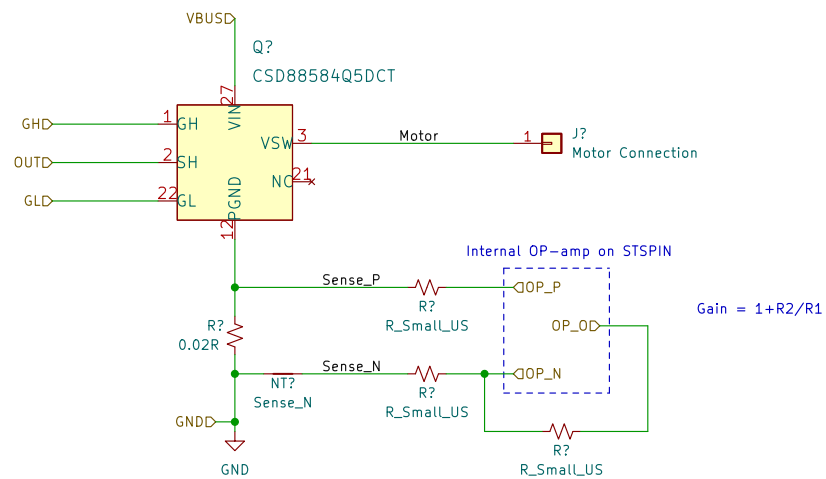 VBUS
Q?
CSD88584Q5DCT
27
VIN
GH
1
GH
VSW
3
Motor
1
J?
Motor Connection
OUT
2
SH
NC
21
GL
22
GL
PGND
12
Internal OP-amp on STSPIN
Sense_P
R?
R_Small_US
OP_P
Gain = 1+R2/R1
R?
0.02R
OP_O
NT?
Sense_N
Sense_N
R?
R_Small_US
OP_N
GND
GND
R?
R_Small_US